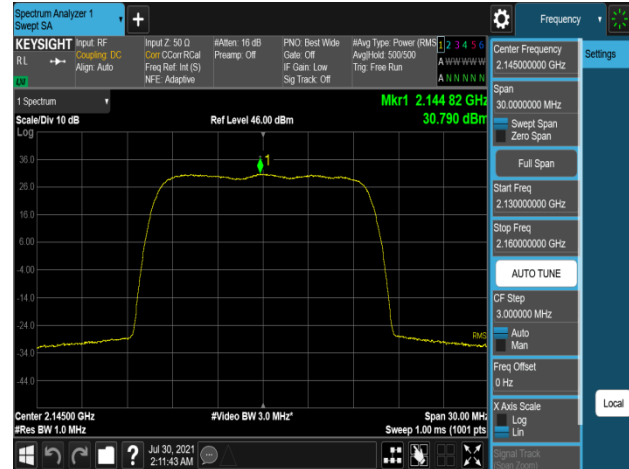 Spectrum Analyzer 1
Swept SA
+
Frequency
KEYSIGHT
RL
LW
Input: RF
Coupling: DC
Align: Auto
Input Z: 50 Ω
Corr CCorr RCal
Freq Ref: Int (S)
NFE: Adaptive
#Atten: 16 dB
Preamp: Off
PNO: Best Wide
Gate: Off
IF Gain: Low
Sig Track: Off
#Avg Type: Power (RMS
Avg|Hold: 500/500
Trig: Free Run
1 2 3 4 5 6
A W W W W W
A N N N N N
1 Spectrum
Scale/Div 10 dB
Log
Ref Level 46.00 dBm
Mkr1 2.144 82 GHz
30.790 dBm
36.0
26.0
16.0
6.00
-4.00
-14.0
-24.0
-34.0
-44.0
1
RMS
Center 2.14500 GHz
#Res BW 1.0 MHz
#Video BW 3.0 MHz*
Span 30.00 MHz
Sweep 1.00 ms (1001 pts
?
Jul 30, 2021
2:11:43 AM
Center Frequency
2.145000000 GHz
Span
30.0000000 MHz
Swept Span
Zero Span
Full Span
Start Freq
2.130000000 GHz
Stop Freq
2.160000000 GHz
AUTO TUNE
CF Step
3.000000 MHz
Auto
Man
Freq Offset
0 Hz
X Axis Scale
Log
Lin
Signal Track
(Span Zoom)
Settings
Local